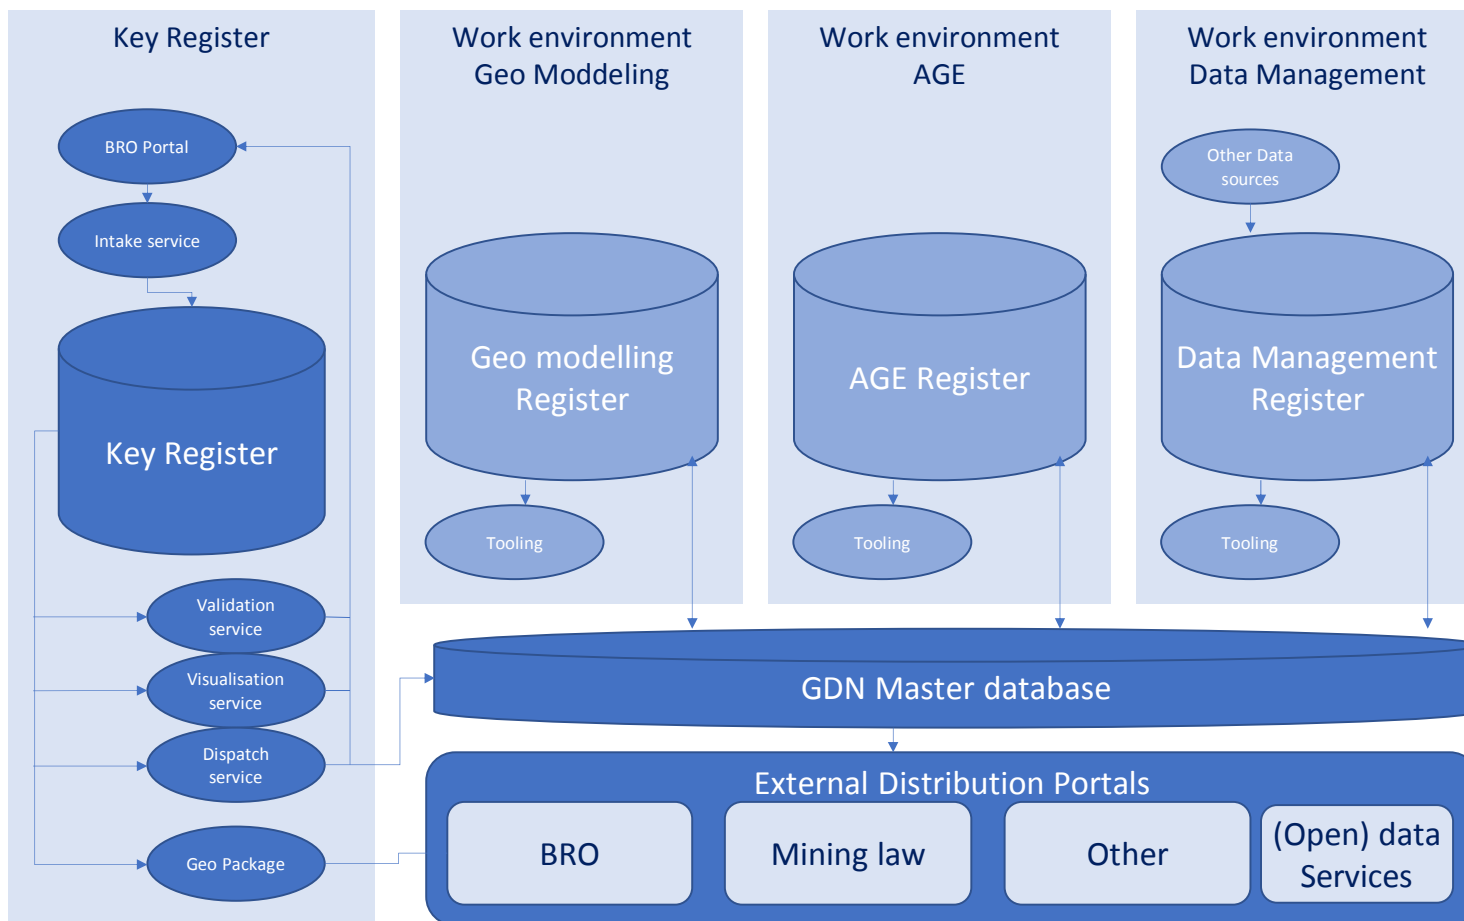 Key Register
BRO Portal
Intake service
Key Register
Validation
service
Visualisation
service
Dispatch
service
Geo Package
Work environment
Geo Moddeling
Geo modelling
Register
Tooling
Work environment
AGE
AGE Register
Tooling
Work environment
Data Management
Other Data
sources
Data Management
Register
Tooling
GDN Master database
External Distribution Portals
BRO
Mining law
Other
(Open) data
Services